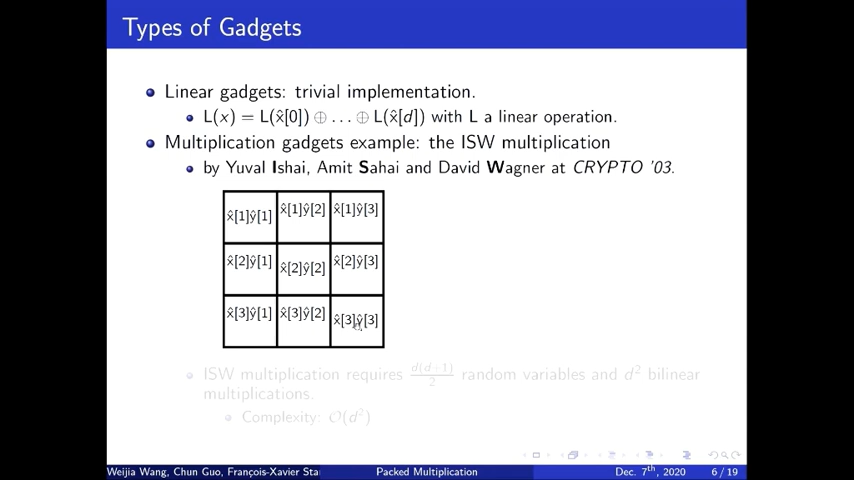 Types of Gadgets
Linear gadgets: trivial implementation.
L(x) = L(x̂[0]) ⊕ … ⊕ L(x̂[d]) with L a linear operation.
Multiplication gadgets example: the ISW multiplication
by Yuval Ishai, Amit Sahai and David Wagner at CRYPTO '03.
x̂[1]ŷ[1] x̂[1]ŷ[2] x̂[1]ŷ[3]
x̂[2]ŷ[1] x̂[2]ŷ[2] x̂[2]ŷ[3]
x̂[3]ŷ[1] x̂[3]ŷ[2] x̂[3]ŷ[3]
ISW multiplication requires d(d+1)/2 random variables and d² bilinear
multiplications.
Complexity: O(d²)
Weijia Wang, Chun Guo, François-Xavier Sta Packed Multiplication Dec. 7th, 2020 6 / 19